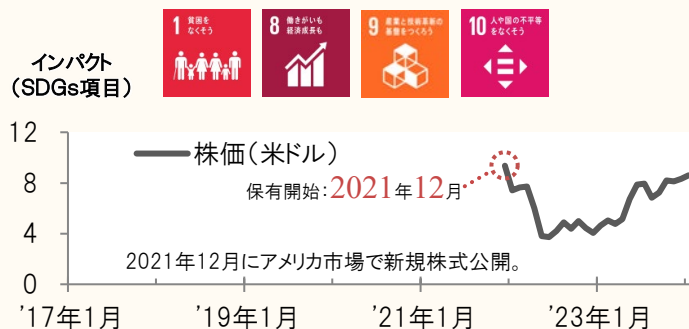 インパクト
(SDGs項目)
1 貧困を
なくそう
8 働きがいも
経済成長も
9 産業と技術革新の
基盤をつくろう
10 人や国の不平等
をなくそう
12
8
4
0
株価(米ドル)
保有開始:2021年12月
2021年12月にアメリカ市場で新規株式公開。
'17年1月 '19年1月 '21年1月 '23年1月